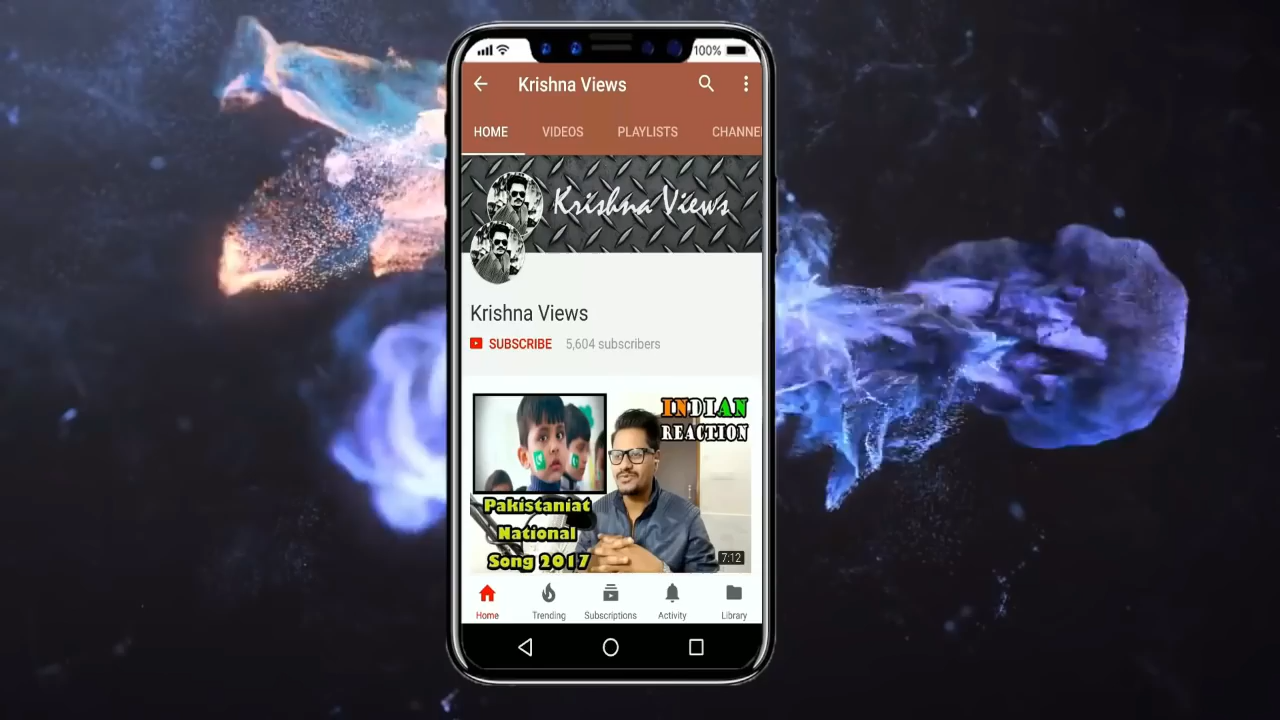 100%
Krishna Views
HOME VIDEOS PLAYLISTS CHANNE
Krishna Views
Krishna Views
SUBSCRIBE 5,604 subscribers
INDIAN
REACTION
Pakistaniat
National
Song 2017
7:12
Home Trending Subscriptions Activity Library